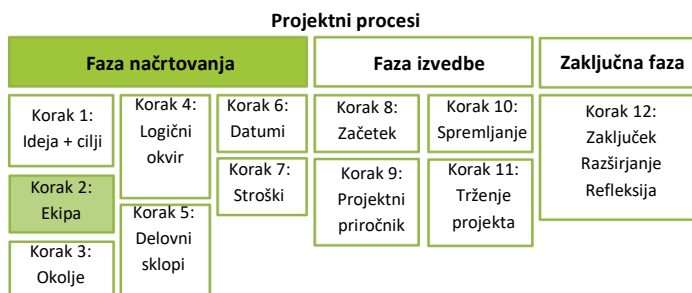 Projektni procesi
Faza načrtovanja
Faza izvedbe
Zaključna faza
Korak 1:
Ideja + cilji
Korak 2:
Ekipa
Korak 3:
Okolje
Korak 4:
Logični
okvir
Korak 5:
Delovni
sklopi
Korak 6:
Datumi
Korak 7:
Stroški
Korak 8:
Začetek
Korak 9:
Projektni
priročnik
Korak 10:
Spremljanje
Korak 11:
Trženje
projekta
Korak 12:
Zaključek
Razširjanje
Refleksija